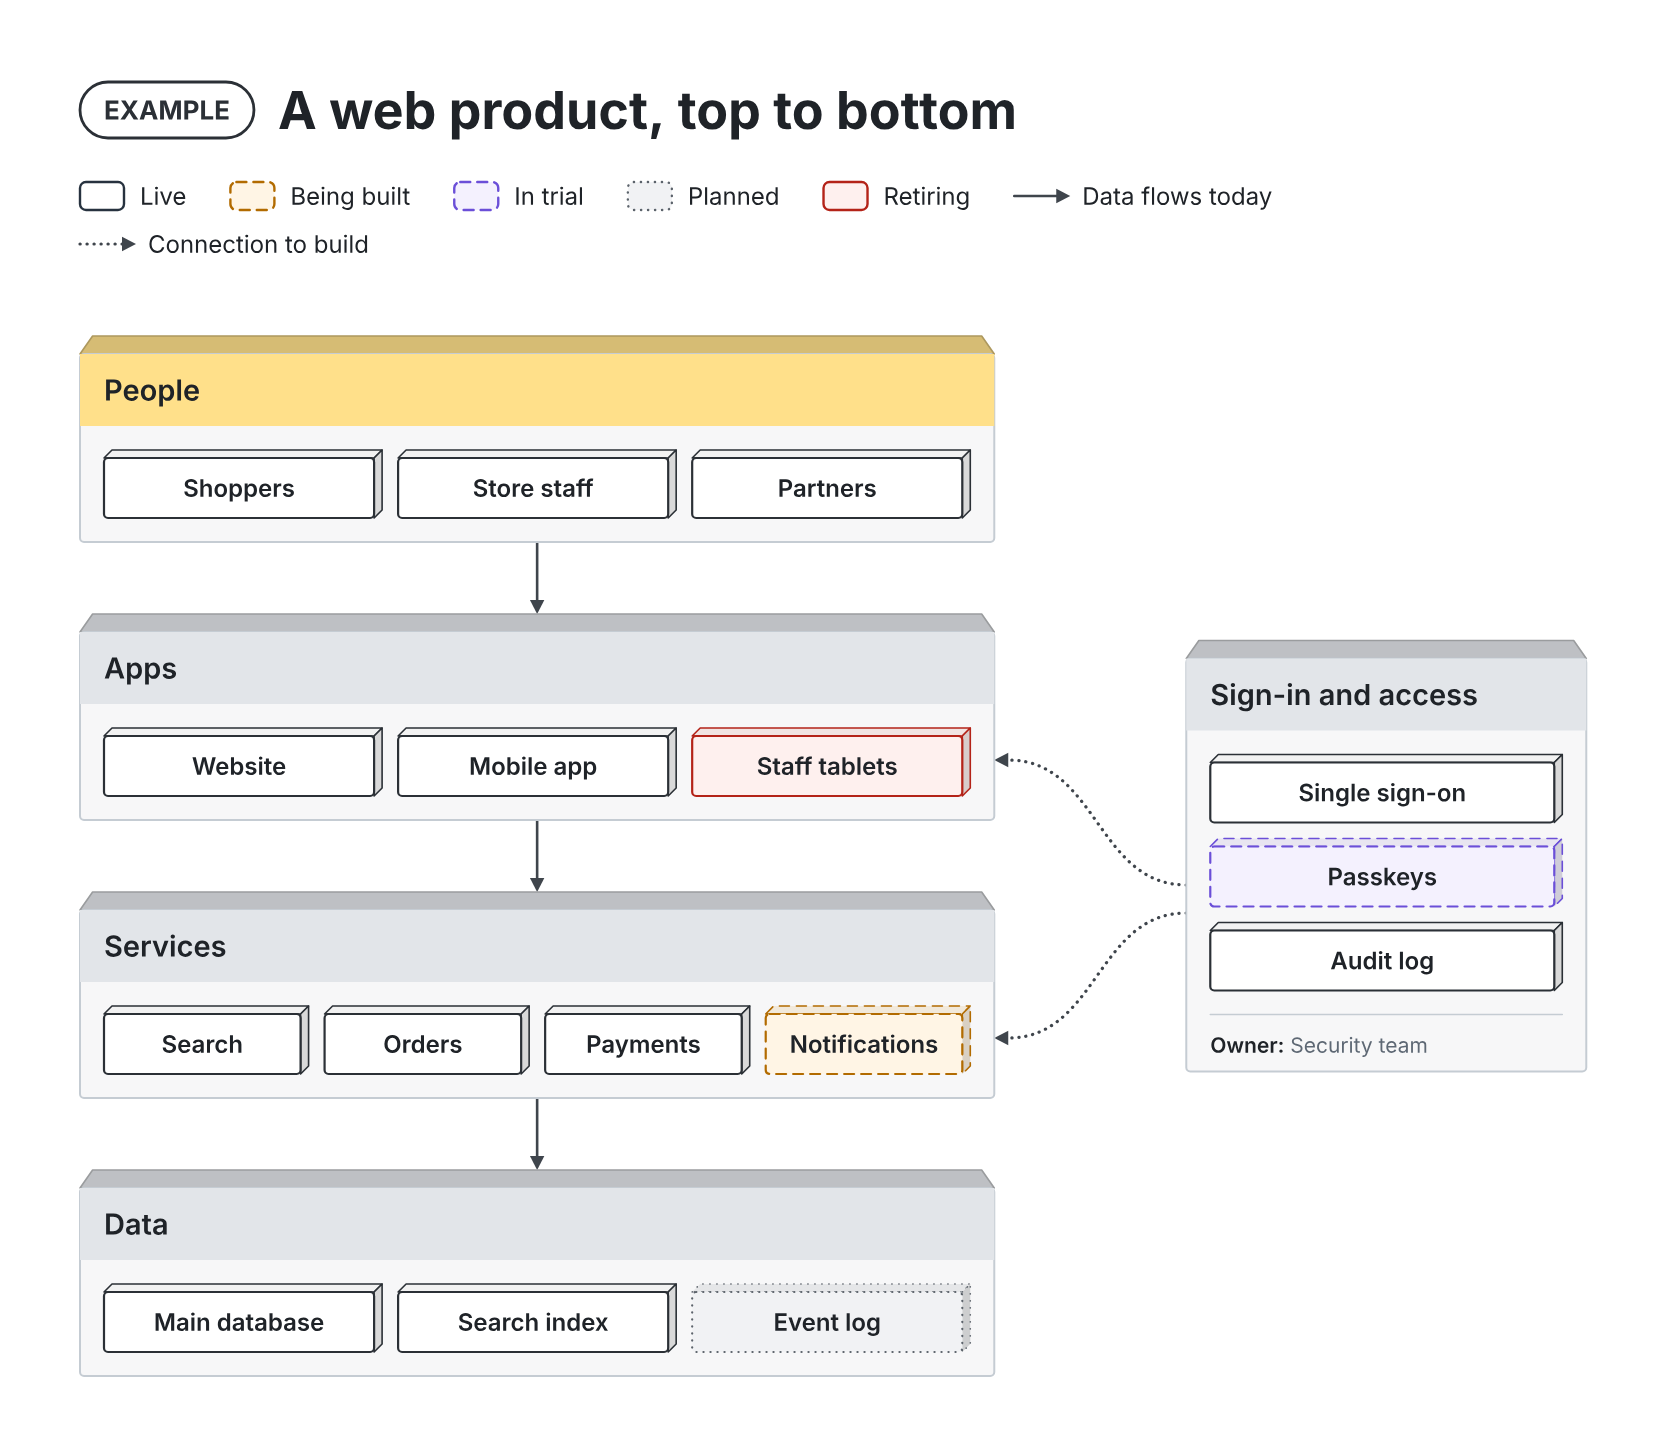 EXAMPLE A web product, top to bottom
Live Being built In trial Planned Retiring Data flows today
Connection to build
People
Shoppers Store staff Partners
Apps
Website Mobile app Staff tablets
Sign-in and access
Single sign-on
Passkeys
Audit log
Owner: Security team
Services
Search Orders Payments Notifications
Data
Main database Search index Event log